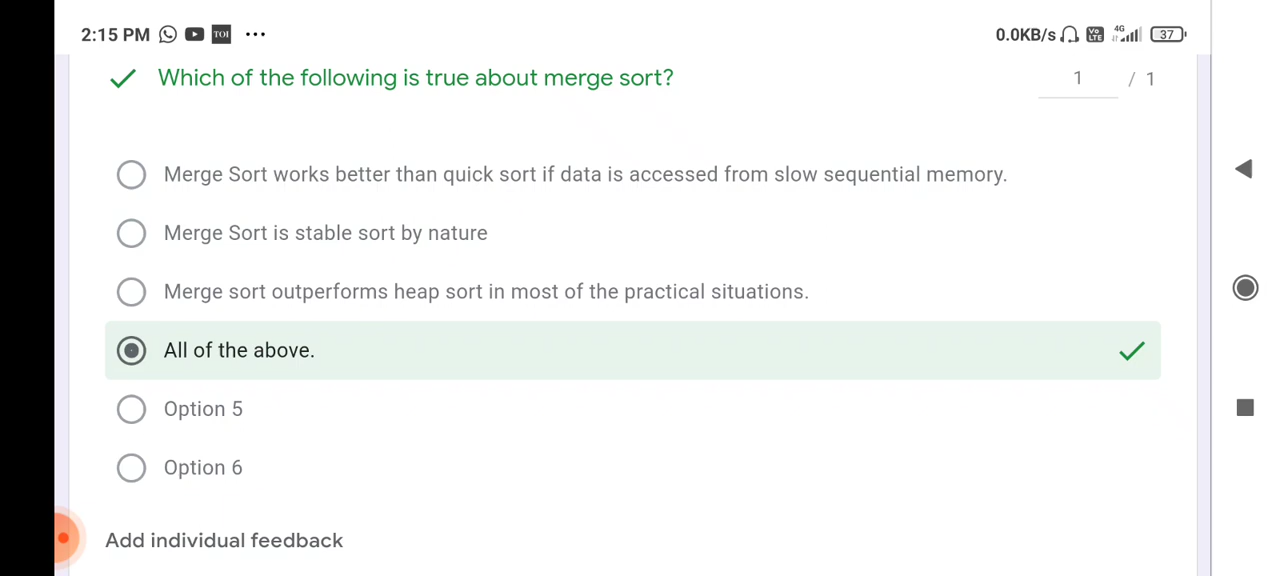 2:15 PM TOI ... 0.0KB/s Vo LTE 4G 37
Which of the following is true about merge sort? 1 / 1
Merge Sort works better than quick sort if data is accessed from slow sequential memory.
Merge Sort is stable sort by nature
Merge sort outperforms heap sort in most of the practical situations.
All of the above.
Option 5
Option 6
Add individual feedback